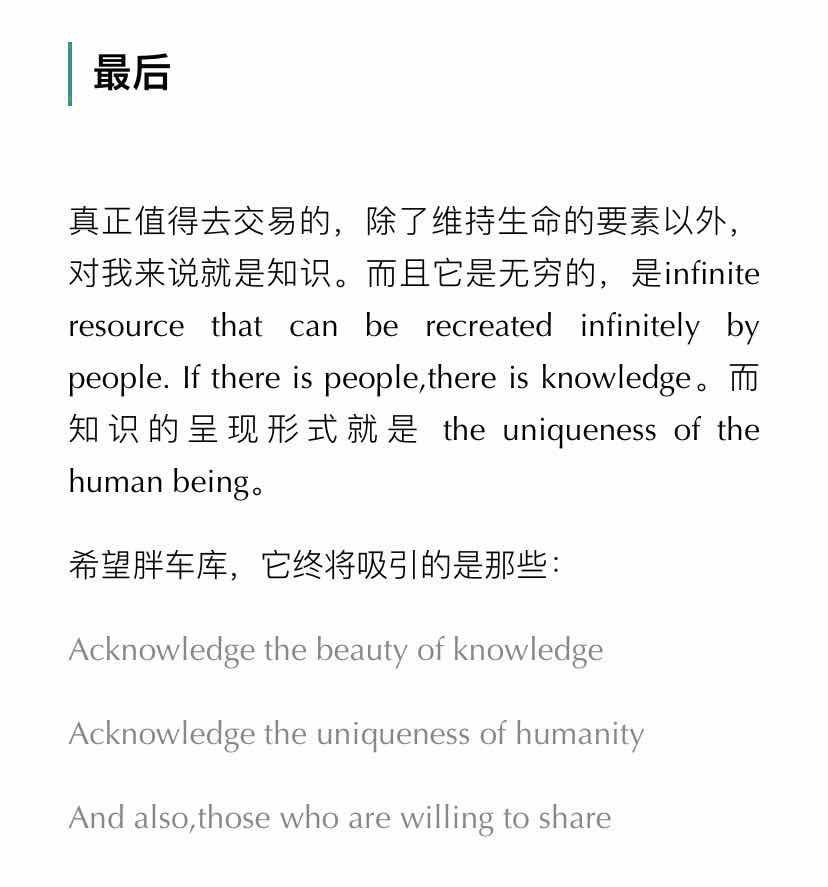 最后
真正值得去交易的，除了维持生命的要素以外，
对我来说就是知识。而且它是无穷的，是infinite
resource that can be recreated infinitely by
people. If there is people,there is knowledge。而
知识的呈现形式就是 the uniqueness of the
human being。
希望胖车库，它终将吸引的是那些：
Acknowledge the beauty of knowledge
Acknowledge the uniqueness of humanity
And also,those who are willing to share